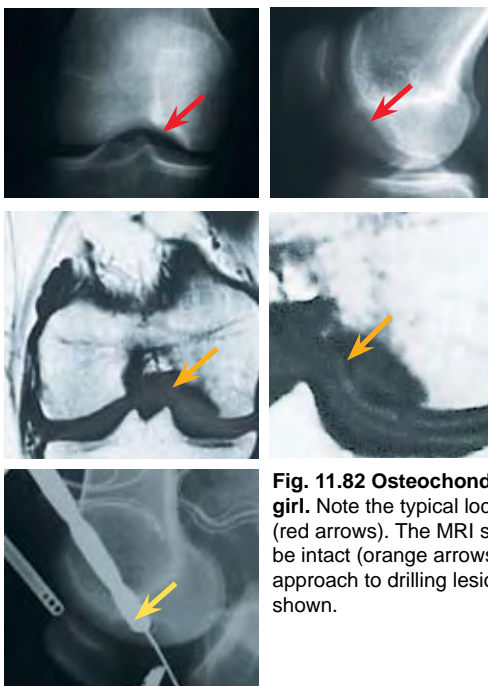 Fig. 11.82 Osteochond
girl. Note the typical loc
(red arrows). The MRI s
be intact (orange arrows
approach to drilling lesic
shown.